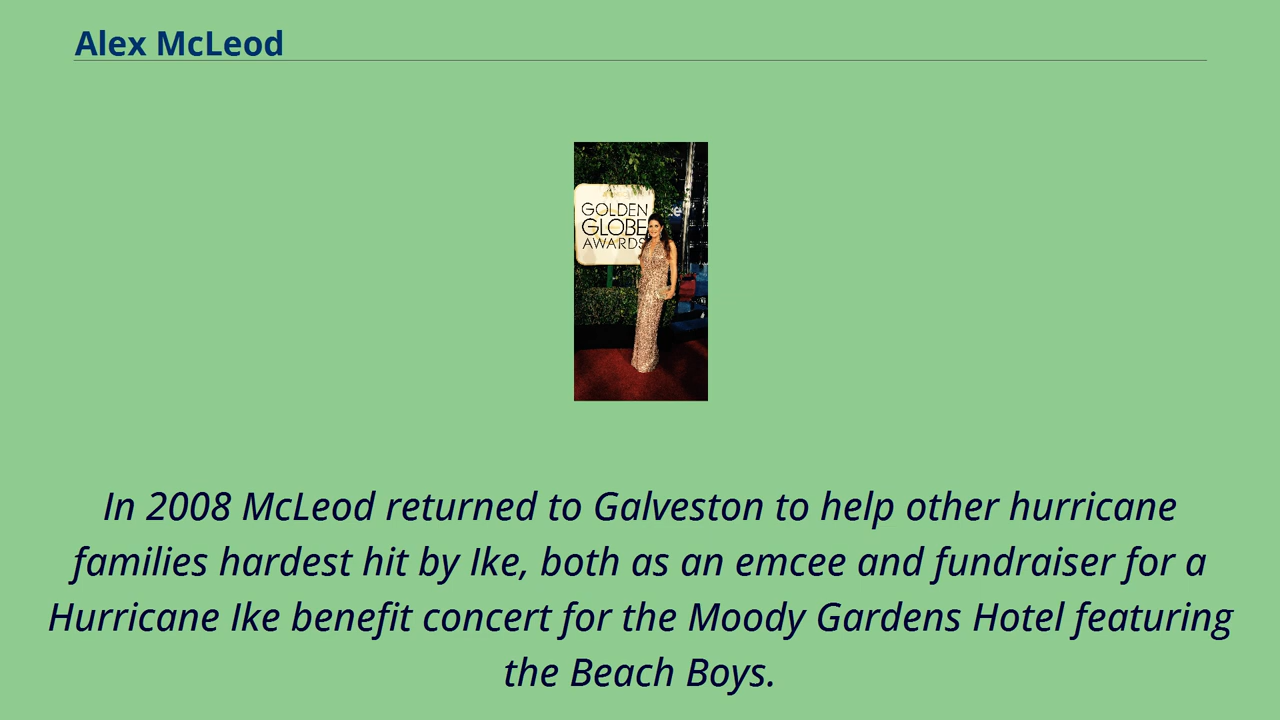 Alex McLeod
GOLDEN
GLOBE
AWARDS
In 2008 McLeod returned to Galveston to help other hurricane
families hardest hit by Ike, both as an emcee and fundraiser for a
Hurricane Ike benefit concert for the Moody Gardens Hotel featuring
the Beach Boys.